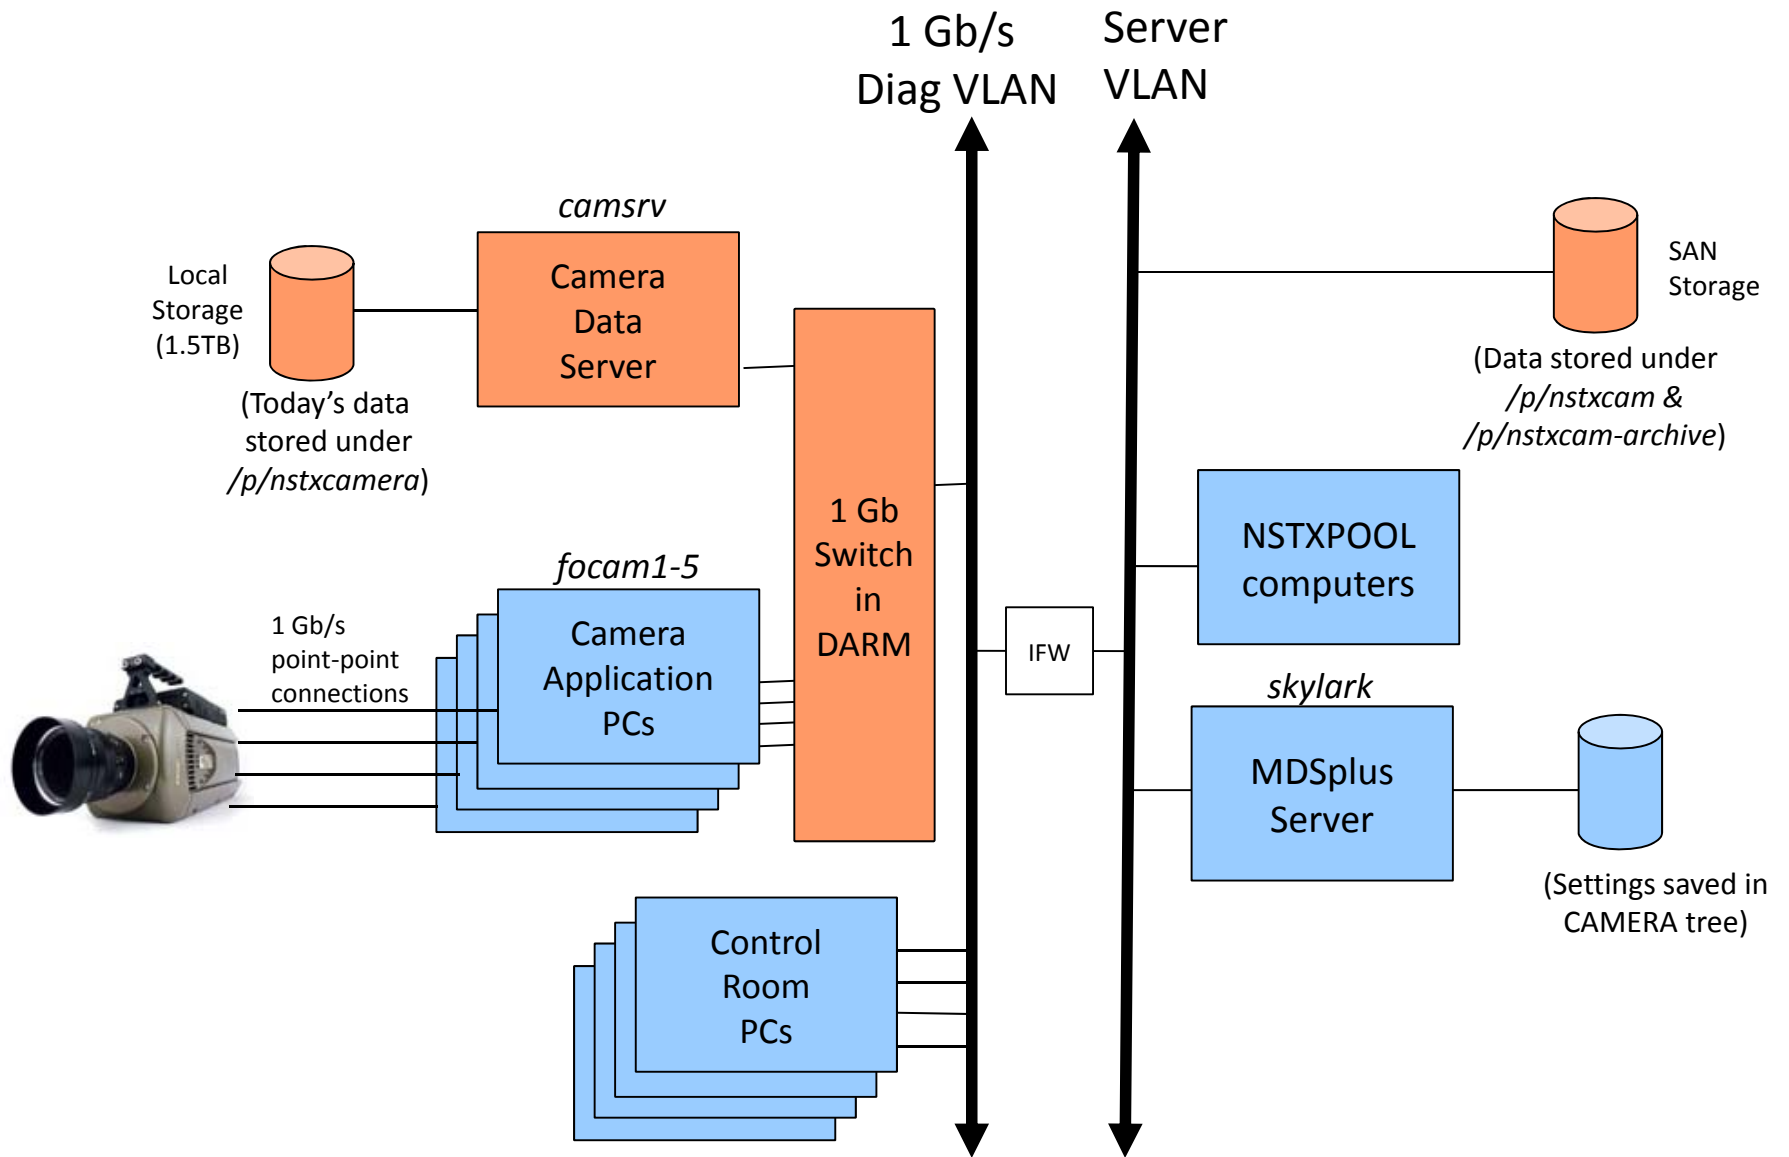 1 Gb/s
Diag VLAN
Server
VLAN
camsrv
Camera
Data
Server
Local
Storage
(1.5TB)
(Today’s data
stored under
/p/nstxcamera)
SAN
Storage
(Data stored under
/p/nstxcam &
/p/nstxcam-archive)
1 Gb
Switch
in
DARM
NSTXPOOL
computers
focam1-5
Camera
Application
PCs
1 Gb/s
point-point
connections
IFW
skylark
MDSplus
Server
(Settings saved in
CAMERA tree)
Control
Room
PCs